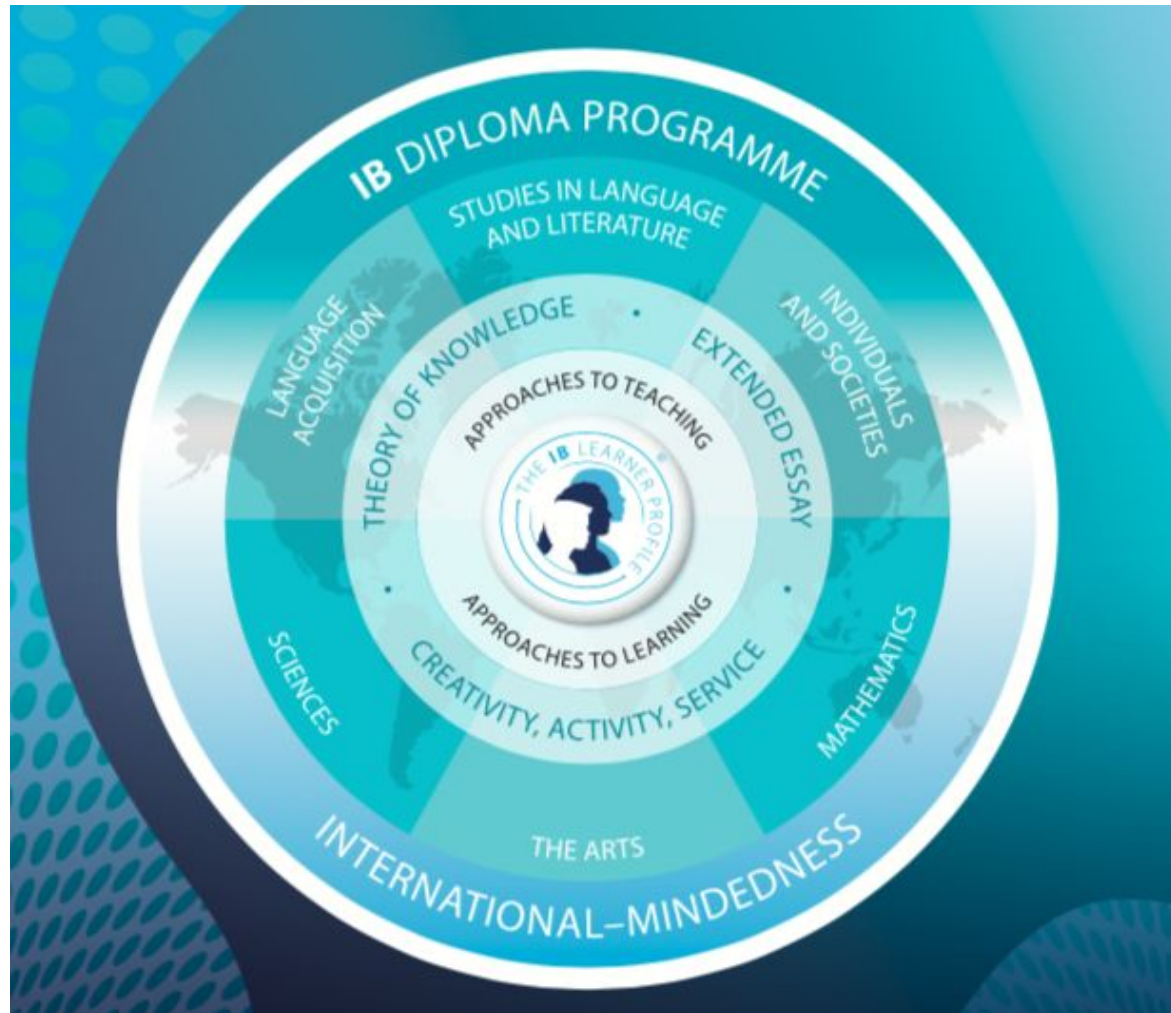 IB DIPLOMA PROGRAMME
STUDIES IN LANGUAGE
AND LITERATURE
LANGUAGE
ACQUISITION
INDIVIDUALS
AND SOCIETIES
THEORY OF KNOWLEDGE
•
EXTENDED ESSAY
APPROACHES TO TEACHING
THE IB LEARNER PROFILE®
APPROACHES TO LEARNING
•
CREATIVITY, ACTIVITY, SERVICE
•
SCIENCES
MATHEMATICS
THE ARTS
INTERNATIONAL–MINDEDNESS